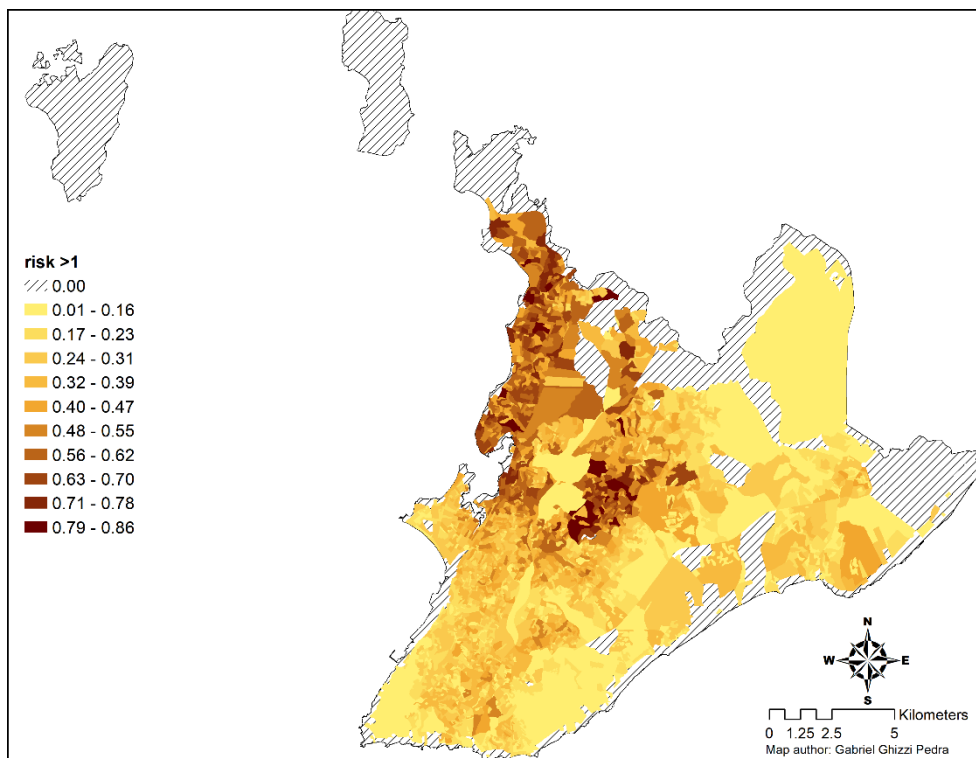 risk >1
0.00
0.01 - 0.16
0.17 - 0.23
0.24 - 0.31
0.32 - 0.39
0.40 - 0.47
0.48 - 0.55
0.56 - 0.62
0.63 - 0.70
0.71 - 0.78
0.79 - 0.86
N
W E
S
Kilometers
0 1.25 2.5 5
Map author: Gabriel Ghizzi Pedra